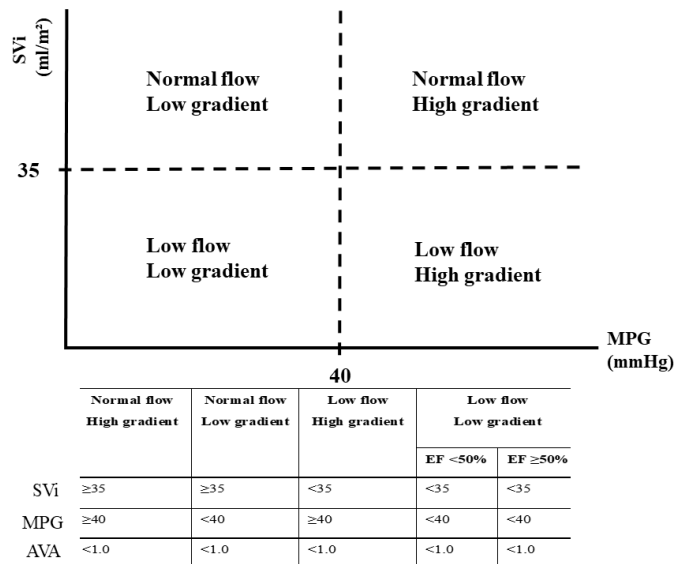 SVi
(ml/m²)
Normal flow
Low gradient
Normal flow
High gradient
35
Low flow
Low gradient
Low flow
High gradient
MPG
(mmHg)
40
Normal flow
High gradient
Normal flow
Low gradient
Low flow
High gradient
Low flow
Low gradient
EF <50% EF ≥50%
SVi ≥35 ≥35 <35 <35 <35
MPG ≥40 <40 ≥40 <40 <40
AVA <1.0 <1.0 <1.0 <1.0 <1.0